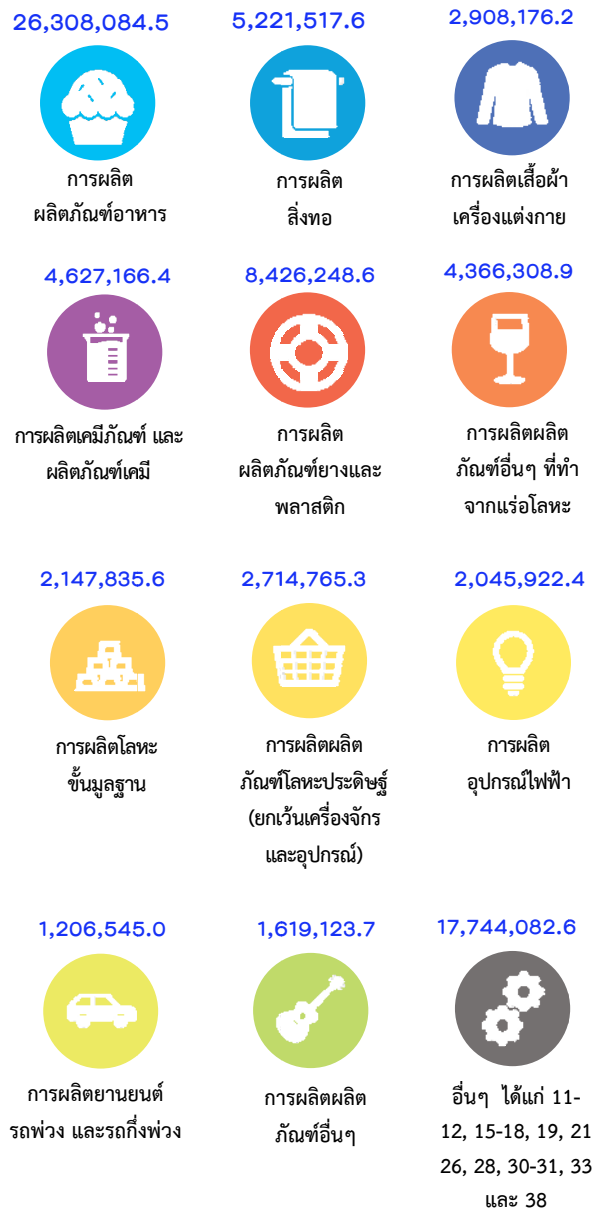 26,308,084.5
การผลิต
ผลิตภัณฑ์อาหาร
5,221,517.6
การผลิต
สิ่งทอ
2,908,176.2
การผลิตเสื้อผ้า
เครื่องแต่งกาย
4,627,166.4
การผลิตเคมีภัณฑ์ และ
ผลิตภัณฑ์เคมี
8,426,248.6
การผลิต
ผลิตภัณฑ์ยางและ
พลาสติก
4,366,308.9
การผลิตผลิต
ภัณฑ์อื่นๆ ที่ทำ
จากแร่อโลหะ
2,147,835.6
การผลิตโลหะ
ขั้นมูลฐาน
2,714,765.3
การผลิตผลิต
ภัณฑ์โลหะประดิษฐ์
(ยกเว้นเครื่องจักร
และอุปกรณ์)
2,045,922.4
การผลิต
อุปกรณ์ไฟฟ้า
1,206,545.0
การผลิตยานยนต์
รถพ่วง และรถกึ่งพ่วง
1,619,123.7
การผลิตผลิต
ภัณฑ์อื่นๆ
17,744,082.6
อื่นๆ ได้แก่ 11-
12, 15-18, 19, 21
26, 28, 30-31, 33
และ 38